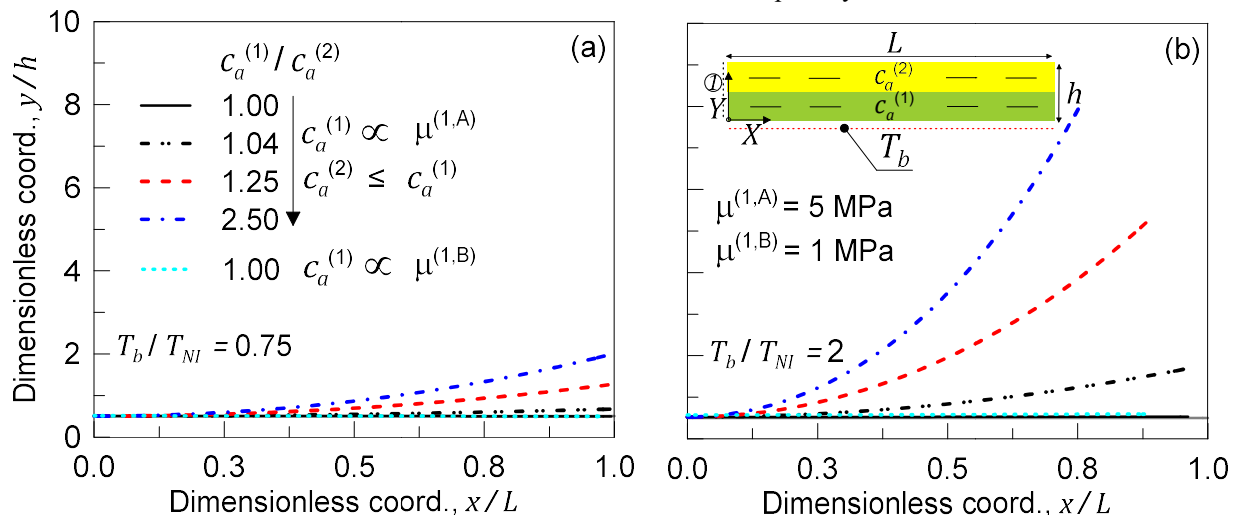 10
8
6
4
2
0
Dimensionless coord., y/h
(a)
c_a^(1) / c_a^(2)
1.00
1.04
1.25
2.50
1.00
c_a^(1) ∝ μ^(1,A)
c_a^(2) ≤ c_a^(1)
c_a^(1) ∝ μ^(1,B)
T_b / T_NI = 0.75
0.0 0.3 0.5 0.8 1.0
Dimensionless coord., x/L
(b)
L
c_a^(2)
c_a^(1)
h
①
Y
X
T_b
μ^(1,A) = 5 MPa
μ^(1,B) = 1 MPa
T_b / T_NI = 2
0.0 0.3 0.5 0.8 1.0
Dimensionless coord., x/L